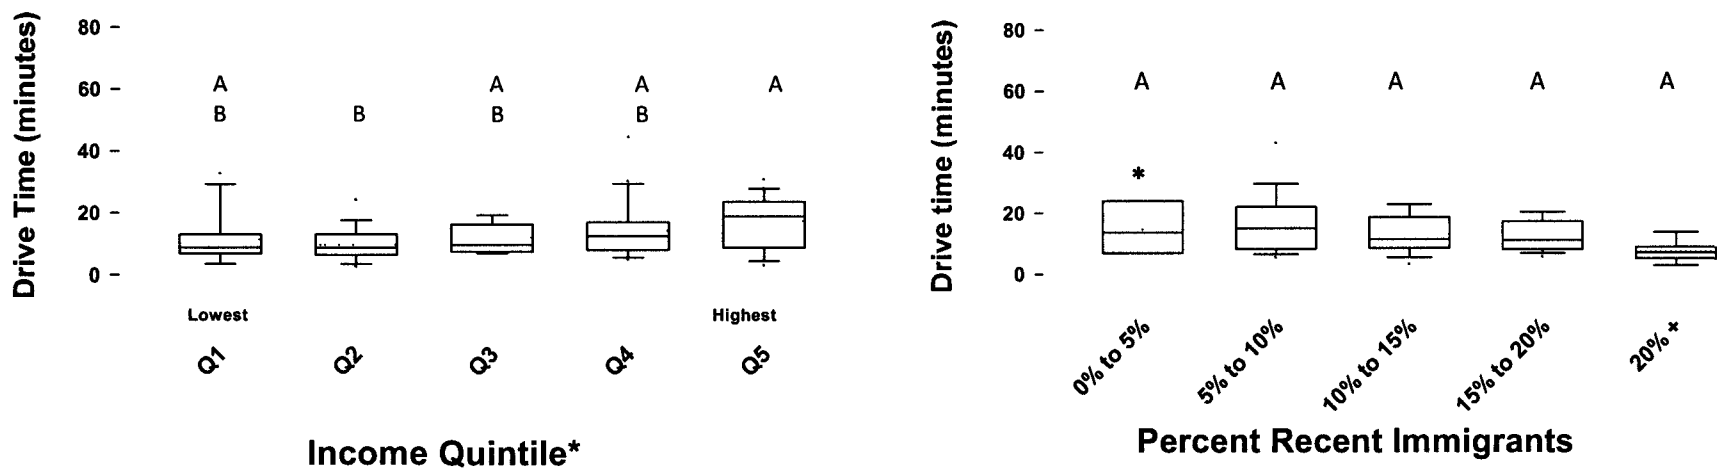 Drive Time (minutes)
80
60
40
20
0
A A A A
B B B B
Lowest Highest
Q1 Q2 Q3 Q4 Q5
Income Quintile*
Drive time (minutes)
80
60
40
20
0
A A A A A
*
0% to 5% 5% to 10% 10% to 15% 15% to 20% 20% +
Percent Recent Immigrants